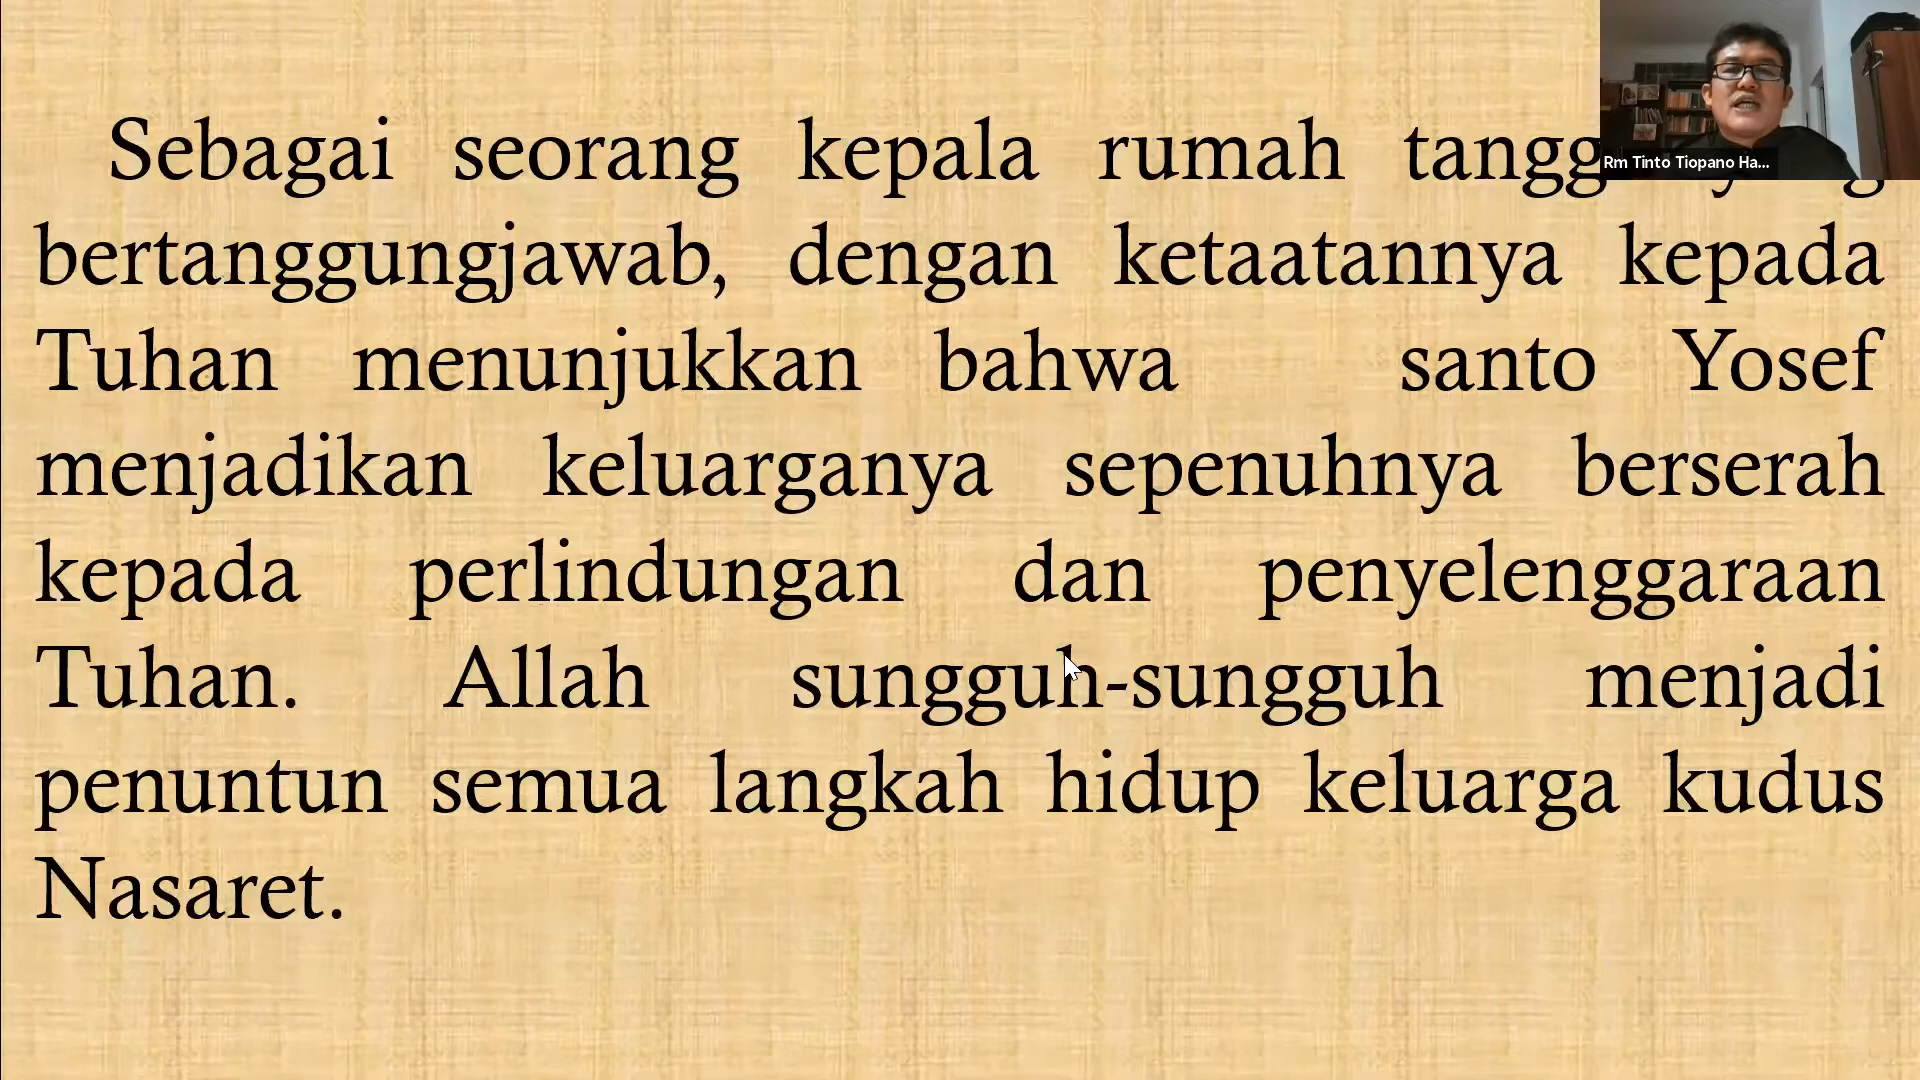 Sebagai seorang kepala rumah
Rm Tinto Tiopano Ha...
bertanggungjawab, dengan ketaatannya kepada
Tuhan menunjukkan bahwa santo Yosef
menjadikan keluarganya sepenuhnya berserah
kepada perlindungan dan penyelenggaraan
Tuhan. Allah sungguh-sungguh menjadi
penuntun semua langkah hidup keluarga kudus
Nasaret.